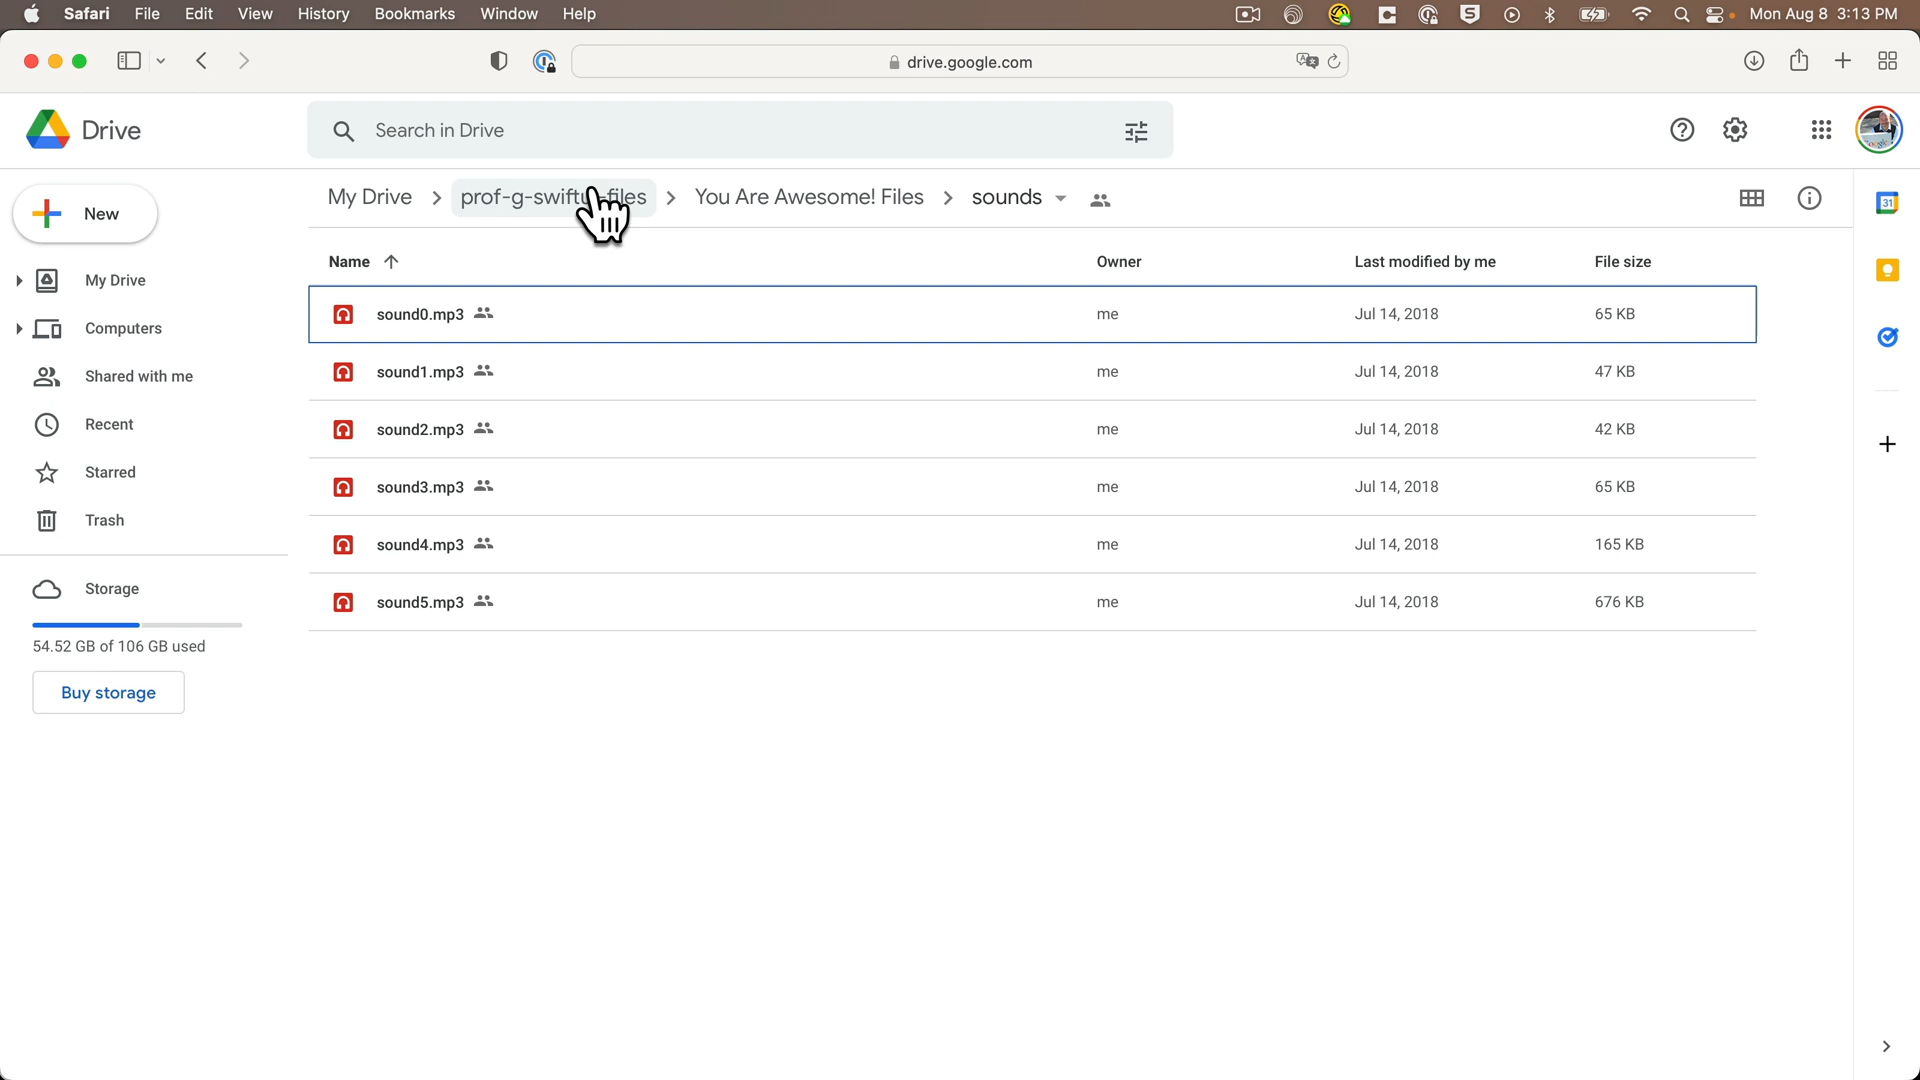 Safari File Edit View History Bookmarks Window Help Mon Aug 8 3:13 PM
drive.google.com
Drive
Search in Drive
New
My Drive
Computers
Shared with me
Recent
Starred
Trash
Storage
54.52 GB of 106 GB used
Buy storage
My Drive > > You Are Awesome! Files > sounds
Name Owner Last modified by me File size
sound0.mp3 me Jul 14, 2018 65 KB
sound1.mp3 me Jul 14, 2018 47 KB
sound2.mp3 me Jul 14, 2018 42 KB
sound3.mp3 me Jul 14, 2018 65 KB
sound4.mp3 me Jul 14, 2018 165 KB
sound5.mp3 me Jul 14, 2018 676 KB
31